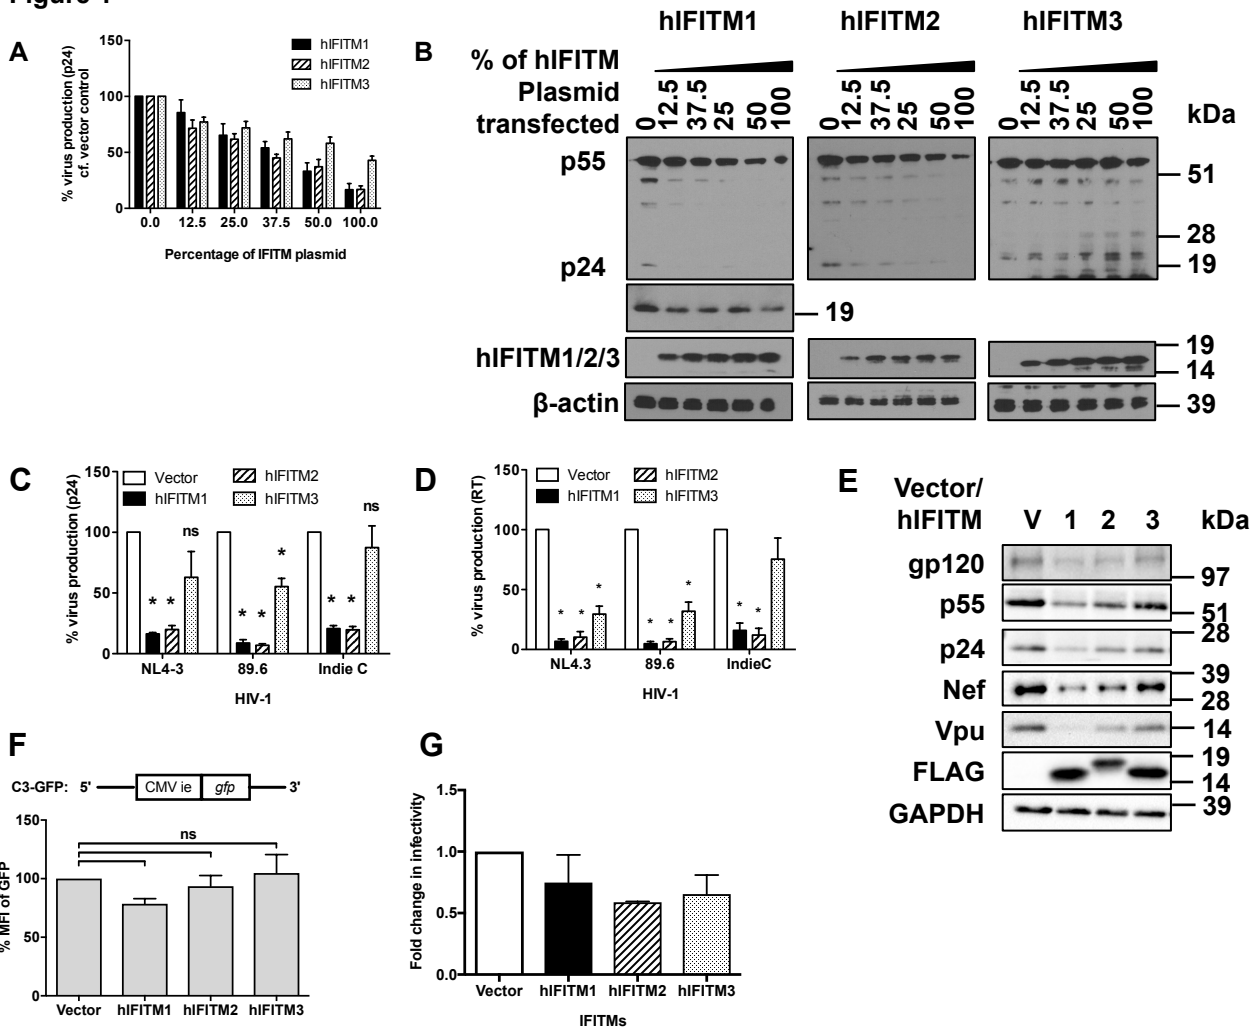 A
% virus production (p24)
cf. vector control
150
100
50
0
hIFITM1
hIFITM2
hIFITM3
0.0 12.5 25.0 37.5 50.0 100.0
Percentage of IFITM plasmid
B
hIFITM1 hIFITM2 hIFITM3
% of hIFITM
Plasmid
transfected
0 12.5 37.5 25 50 100
0 12.5 37.5 25 50 100
0 12.5 37.5 25 50 100
kDa
p55
51
28
p24
19
19
hIFITM1/2/3
19
14
β-actin
39
C
% virus production (p24)
150
100
50
0
Vector
hIFITM1
hIFITM2
hIFITM3
* * ns
* * *
* * ns
NL4-3 89.6 Indie C
HIV-1
D
% virus production (RT)
150
100
50
0
Vector
hIFITM1
hIFITM2
hIFITM3
* * *
* * *
* *
NL4.3 89.6 IndieC
HIV-1
E
Vector/
hIFITM V 1 2 3 kDa
gp120
97
p55
51
28
p24
39
Nef
28
Vpu
14
19
FLAG
14
GAPDH
39
F
C3-GFP: 5' CMV ie gfp 3'
% MFI of GFP
150
100
50
0
ns
Vector hIFITM1 hIFITM2 hIFITM3
G
Fold change in infectivity
1.5
1.0
0.5
0.0
Vector hIFITM1 hIFITM2 hIFITM3
IFITMs